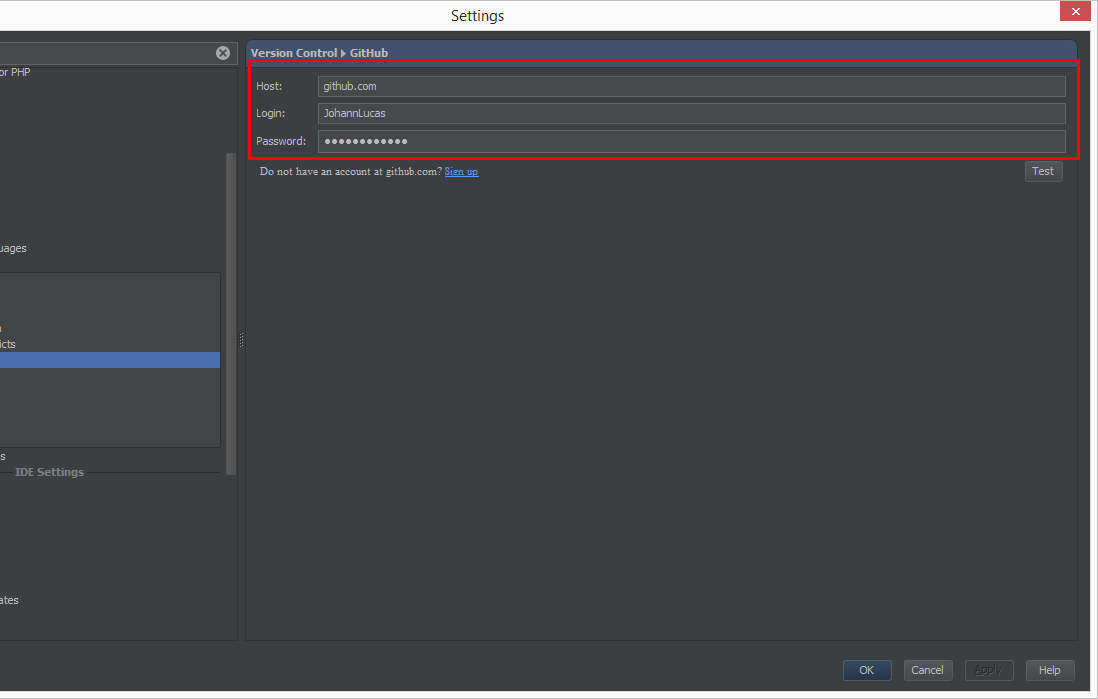 Settings
or PHP
uages
icts
s
IDE Settings
ates
Version Control GitHub
Host: github.com
Login: JohannLucas
Password: ●●●●●●●●●●●●
Do not have an account at github.com? Sign up
Test
OK Cancel Apply Help